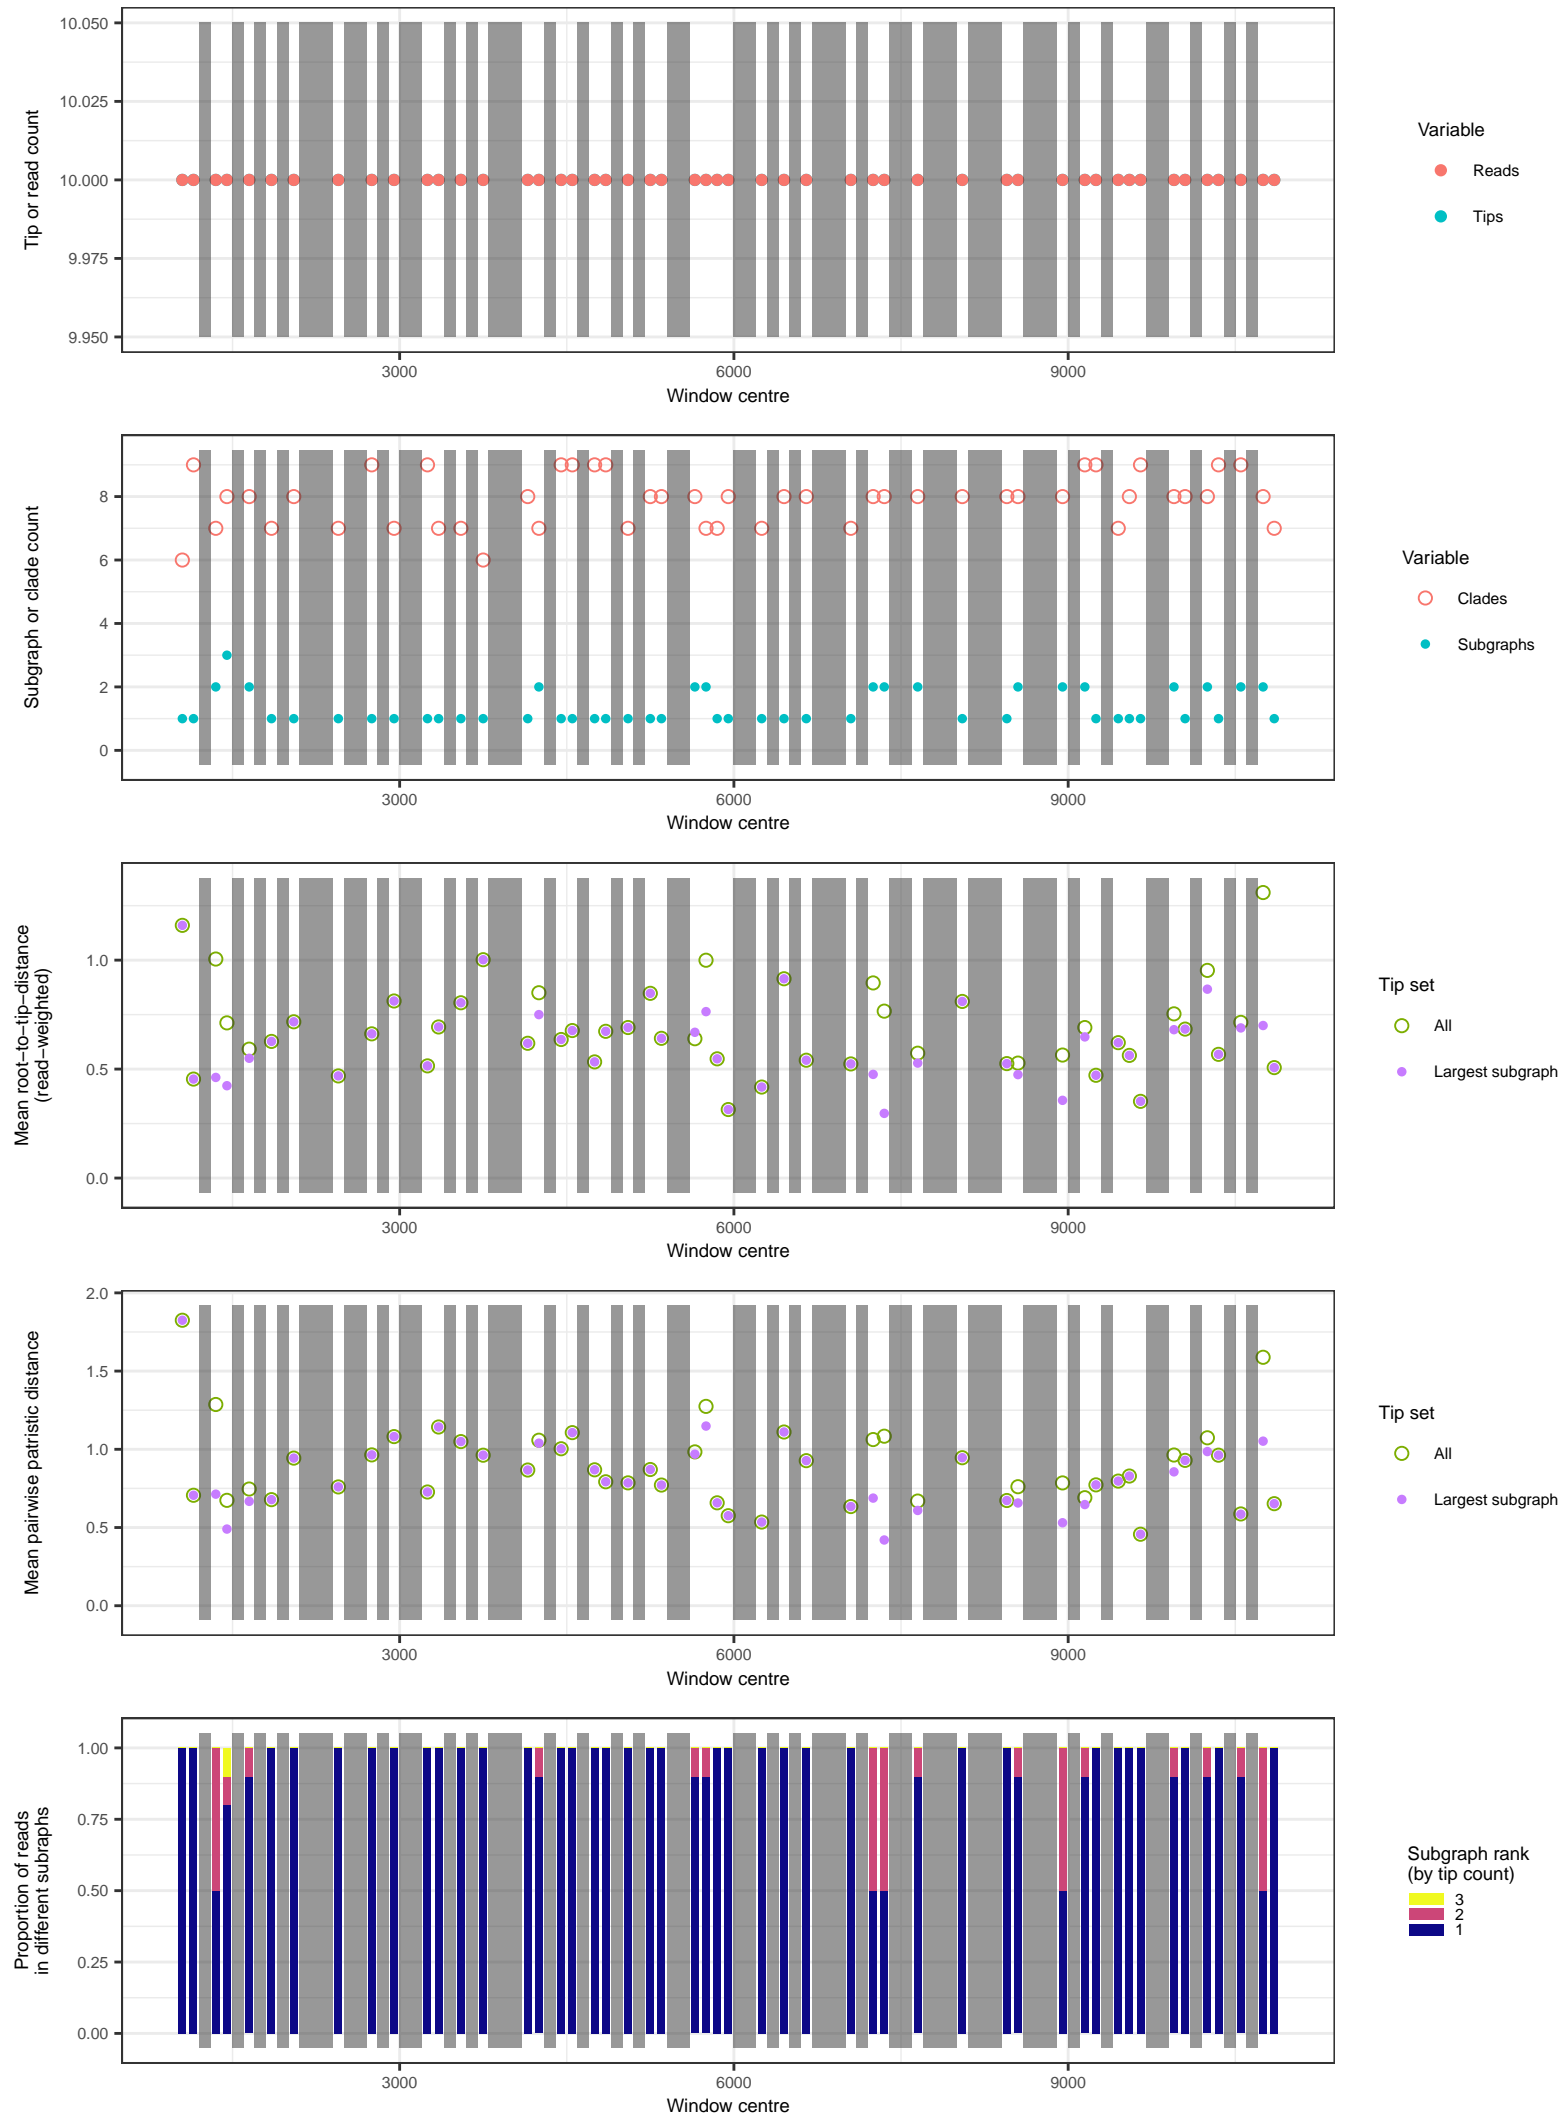 10.050
10.025
10.000
9.975
9.950
Tip or read count
3000
6000
9000
Window centre
Variable
Reads
Tips
8
6
4
2
0
Subgraph or clade count
3000
6000
9000
Window centre
Variable
Clades
Subgraphs
1.0
0.5
0.0
Mean root−to−tip−distance
(read−weighted)
3000
6000
9000
Window centre
Tip set
All
Largest subgraph
2.0
1.5
1.0
0.5
0.0
Mean pairwise patristic distance
3000
6000
9000
Window centre
Tip set
All
Largest subgraph
1.00
0.75
0.50
0.25
0.00
Proportion of reads
in different subraphs
3000
6000
9000
Window centre
Subgraph rank
(by tip count)
3
2
1